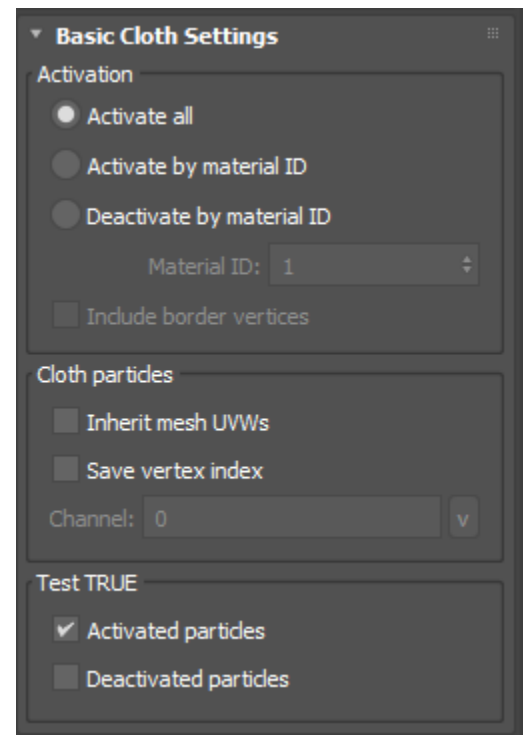 Basic Cloth Settings
Activation
Activate all
Activate by material ID
Deactivate by material ID
Material ID: 1
Include border vertices
Cloth particles
Inherit mesh UVWs
Save vertex index
Channel: 0 v
Test TRUE
Activated particles
Deactivated particles